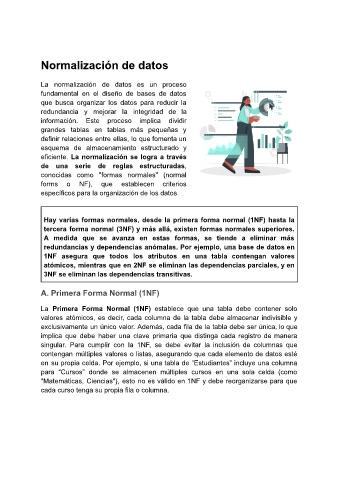 Normalización de datos
La normalización de datos es un proceso
fundamental en el diseño de bases de datos
que busca organizar los datos para reducir la
redundancia y mejorar la integridad de la
información. Este proceso implica dividir
grandes tablas en tablas más pequeñas y
definir relaciones entre ellas, lo que fomenta un
esquema de almacenamiento estructurado y
eficiente. La normalización se logra a través
de una serie de reglas estructuradas,
conocidas como "formas normales" (normal
forms o NF), que establecen criterios
específicos para la organización de los datos.
Hay varias formas normales, desde la primera forma normal (1NF) hasta la
tercera forma normal (3NF) y más allá, existen formas normales superiores.
A medida que se avanza en estas formas, se tiende a eliminar más
redundancias y dependencias anómalas. Por ejemplo, una base de datos en
1NF asegura que todos los atributos en una tabla contengan valores
atómicos, mientras que en 2NF se eliminan las dependencias parciales, y en
3NF se eliminan las dependencias transitivas.
A. Primera Forma Normal (1NF)
La Primera Forma Normal (1NF) establece que una tabla debe contener solo
valores atómicos, es decir, cada columna de la tabla debe almacenar indivisible y
exclusivamente un único valor. Además, cada fila de la tabla debe ser única, lo que
implica que debe haber una clave primaria que distinga cada registro de manera
singular. Para cumplir con la 1NF, se debe evitar la inclusión de columnas que
contengan múltiples valores o listas, asegurando que cada elemento de datos esté
en su propia celda. Por ejemplo, si una tabla de "Estudiantes" incluye una columna
para "Cursos" donde se almacenen múltiples cursos en una sola celda (como
"Matemáticas, Ciencias"), esto no es válido en 1NF y debe reorganizarse para que
cada curso tenga su propia fila o columna.